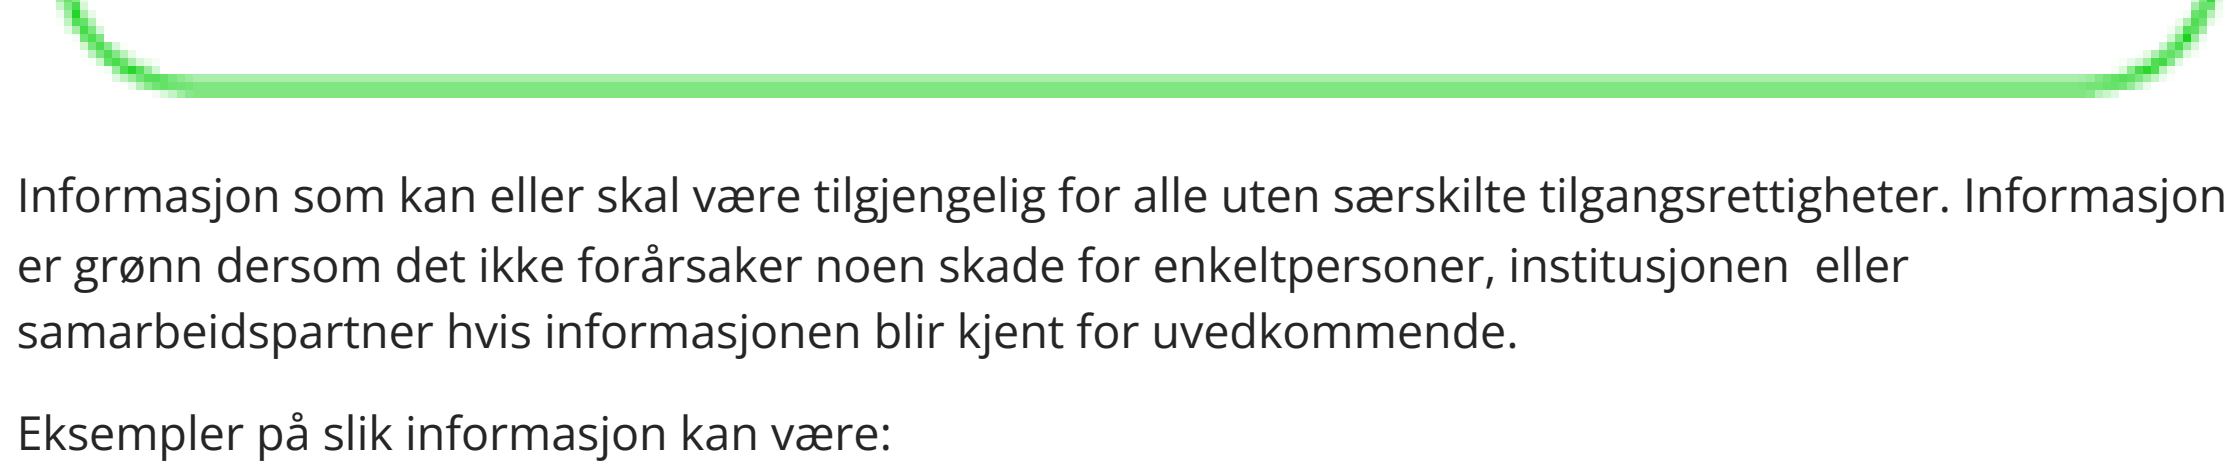 Informasjon som kan eller skal være tilgjengelig for alle uten særskilte tilgangsrettigheter. Informasjon
er grønn dersom det ikke forårsaker noen skade for enkeltpersoner, institusjonen  eller
samarbeidspartner hvis informasjonen blir kjent for uvedkommende.
Eksempler på slik informasjon kan være: